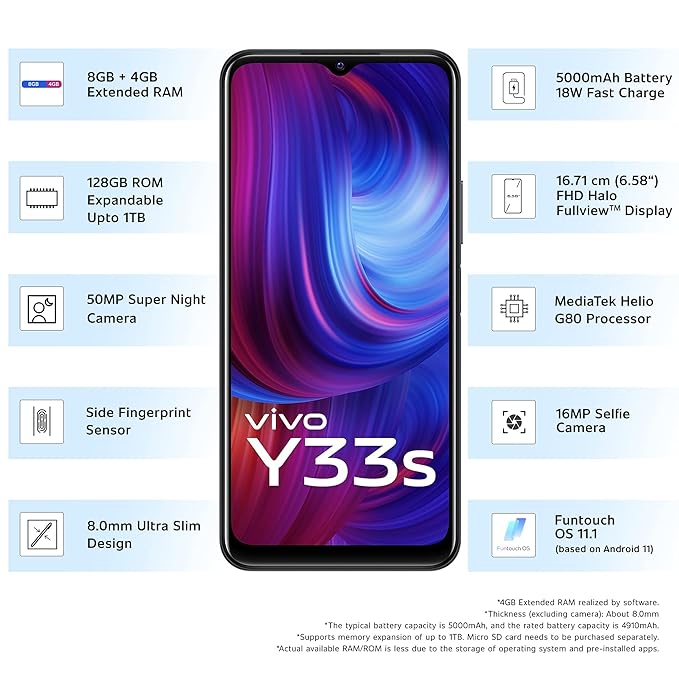 8GB 4GB
8GB + 4GB
Extended RAM
128GB ROM
Expandable
Upto 1TB
50MP Super Night
Camera
Side Fingerprint
Sensor
8.0mm Ultra Slim
Design
vivo
Y33s
5000mAh Battery
18W Fast Charge
6.58"
16.71 cm (6.58“)
FHD Halo
Fullview™ Display
MediaTek Helio
G80 Processor
16MP Selfie
Camera
Funtouch OS
Funtouch
OS 11.1
(based on Android 11)
*4GB Extended RAM realized by software.
*Thickness (excluding camera): About 8.0mm
*The typical battery capacity is 5000mAh, and the rated battery capacity is 4910mAh.
*Supports memory expansion of up to 1TB. Micro SD card needs to be purchased separately.
*Actual available RAM/ROM is less due to the storage of operating system and pre-installed apps.